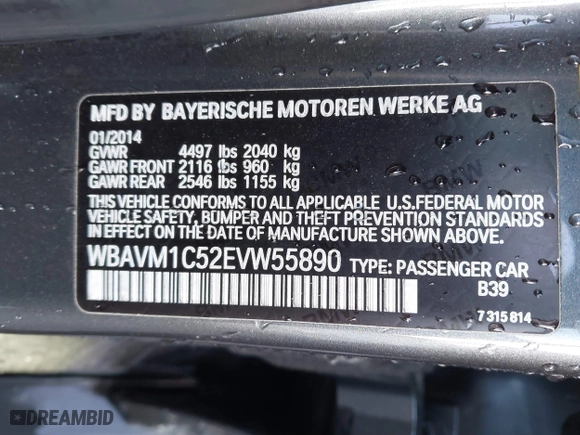 MFD BY BAYERISCHE MOTOREN WERKE AG
01/2014
GVWR 4497 lbs 2040 kg
GAWR FRONT 2116 lbs 960 kg
GAWR REAR 2546 lbs 1155 kg
THIS VEHICLE CONFORMS TO ALL APPLICABLE U.S.FEDERAL MOTOR
VEHICLE SAFETY, BUMPER AND THEFT PREVENTION STANDARDS
IN EFFECT ON THE DATE OF MANUFACTURE SHOWN ABOVE.
WBAVM1C52EVW55890 TYPE: PASSENGER CAR
B39
7 315 814
DREAMBID